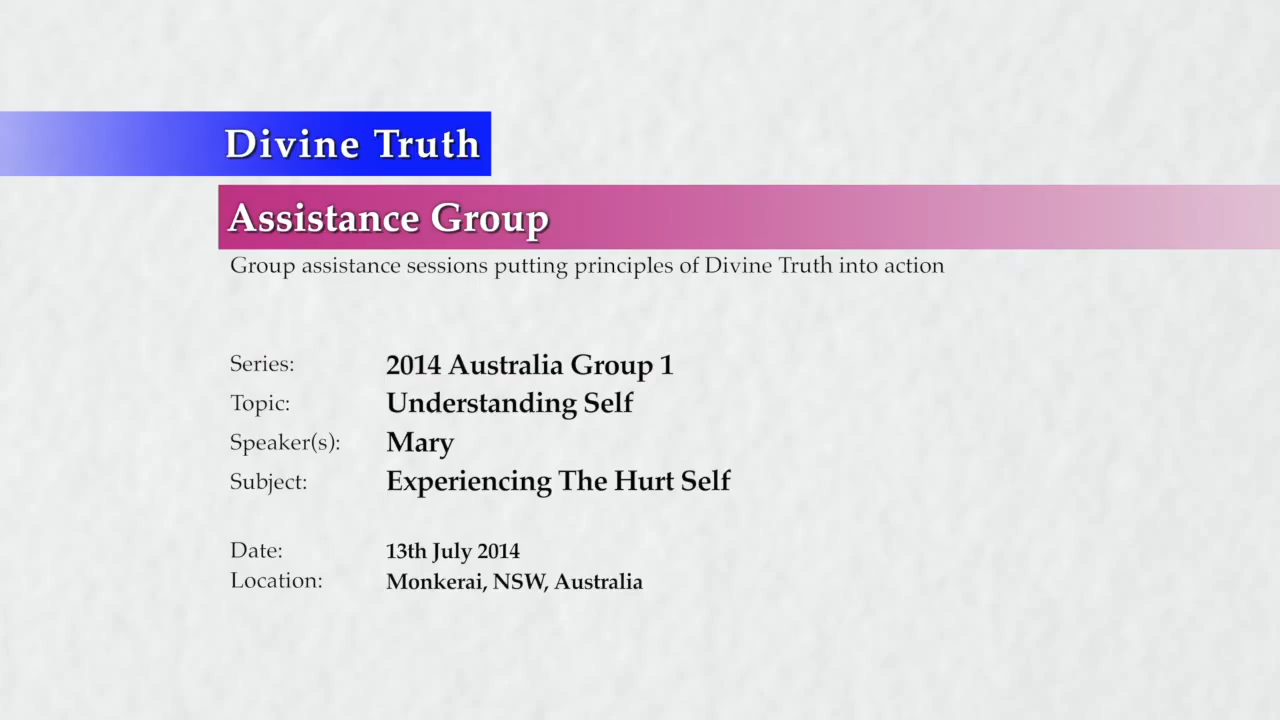 Divine Truth
Assistance Group
Group assistance sessions putting principles of Divine Truth into action
Series: 2014 Australia Group 1
Topic: Understanding Self
Speaker(s): Mary
Subject: Experiencing The Hurt Self
Date: 13th July 2014
Location: Monkerai, NSW, Australia